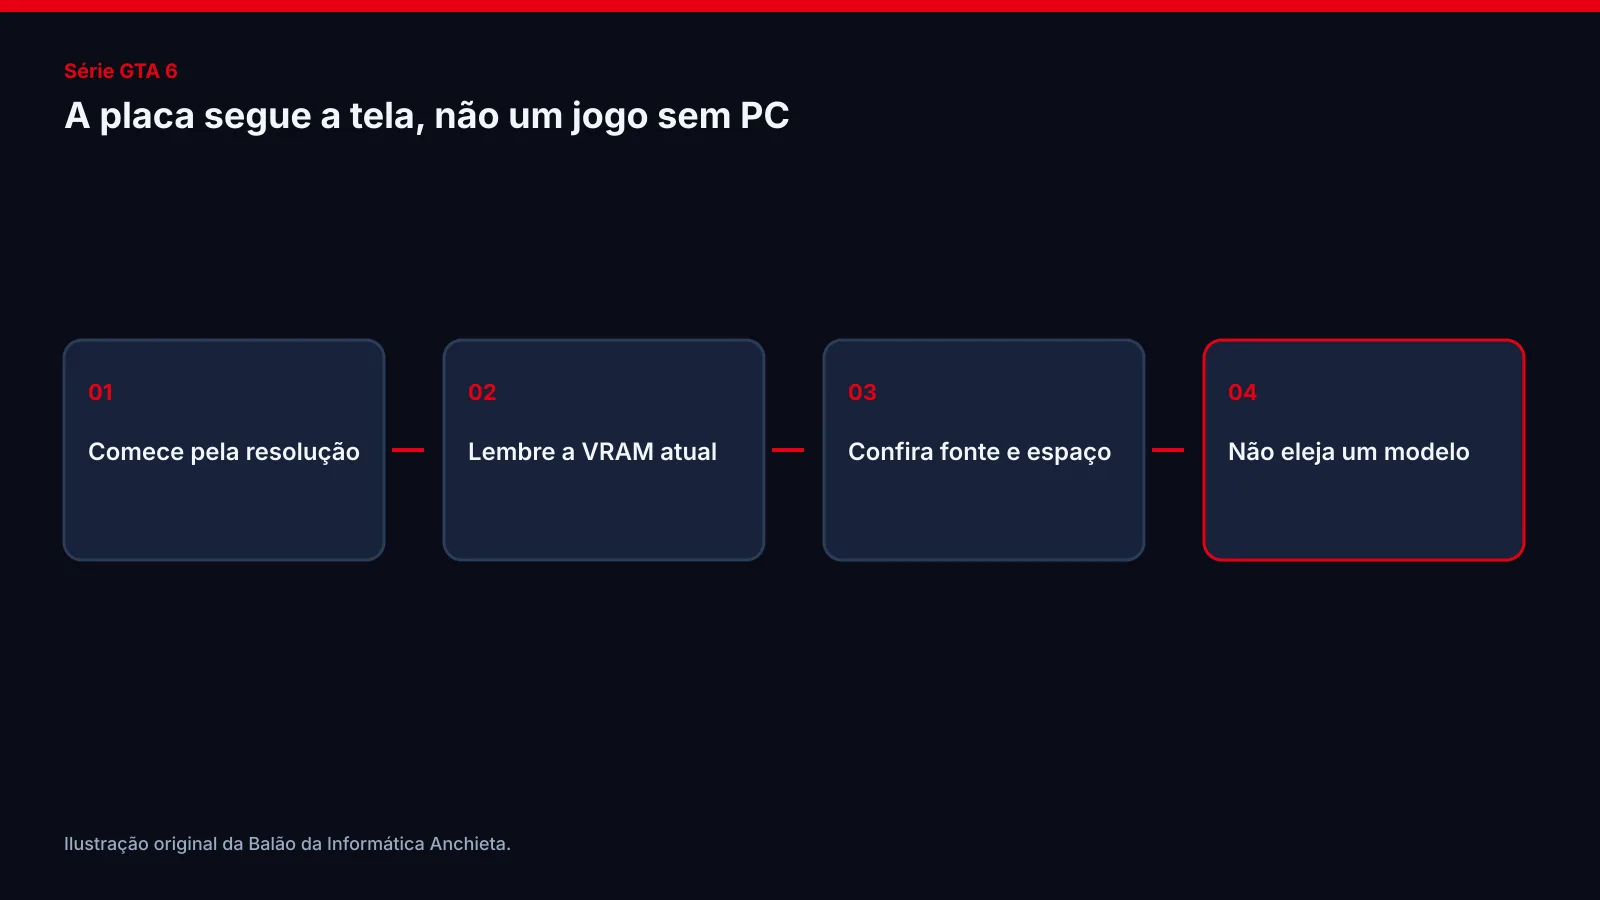 Série GTA 6
A placa segue a tela, não um jogo sem PC
01
Comece pela resolução
02
Lembre a VRAM atual
03
Confira fonte e espaço
04
Não eleja um modelo
Ilustração original da Balão da Informática Anchieta.